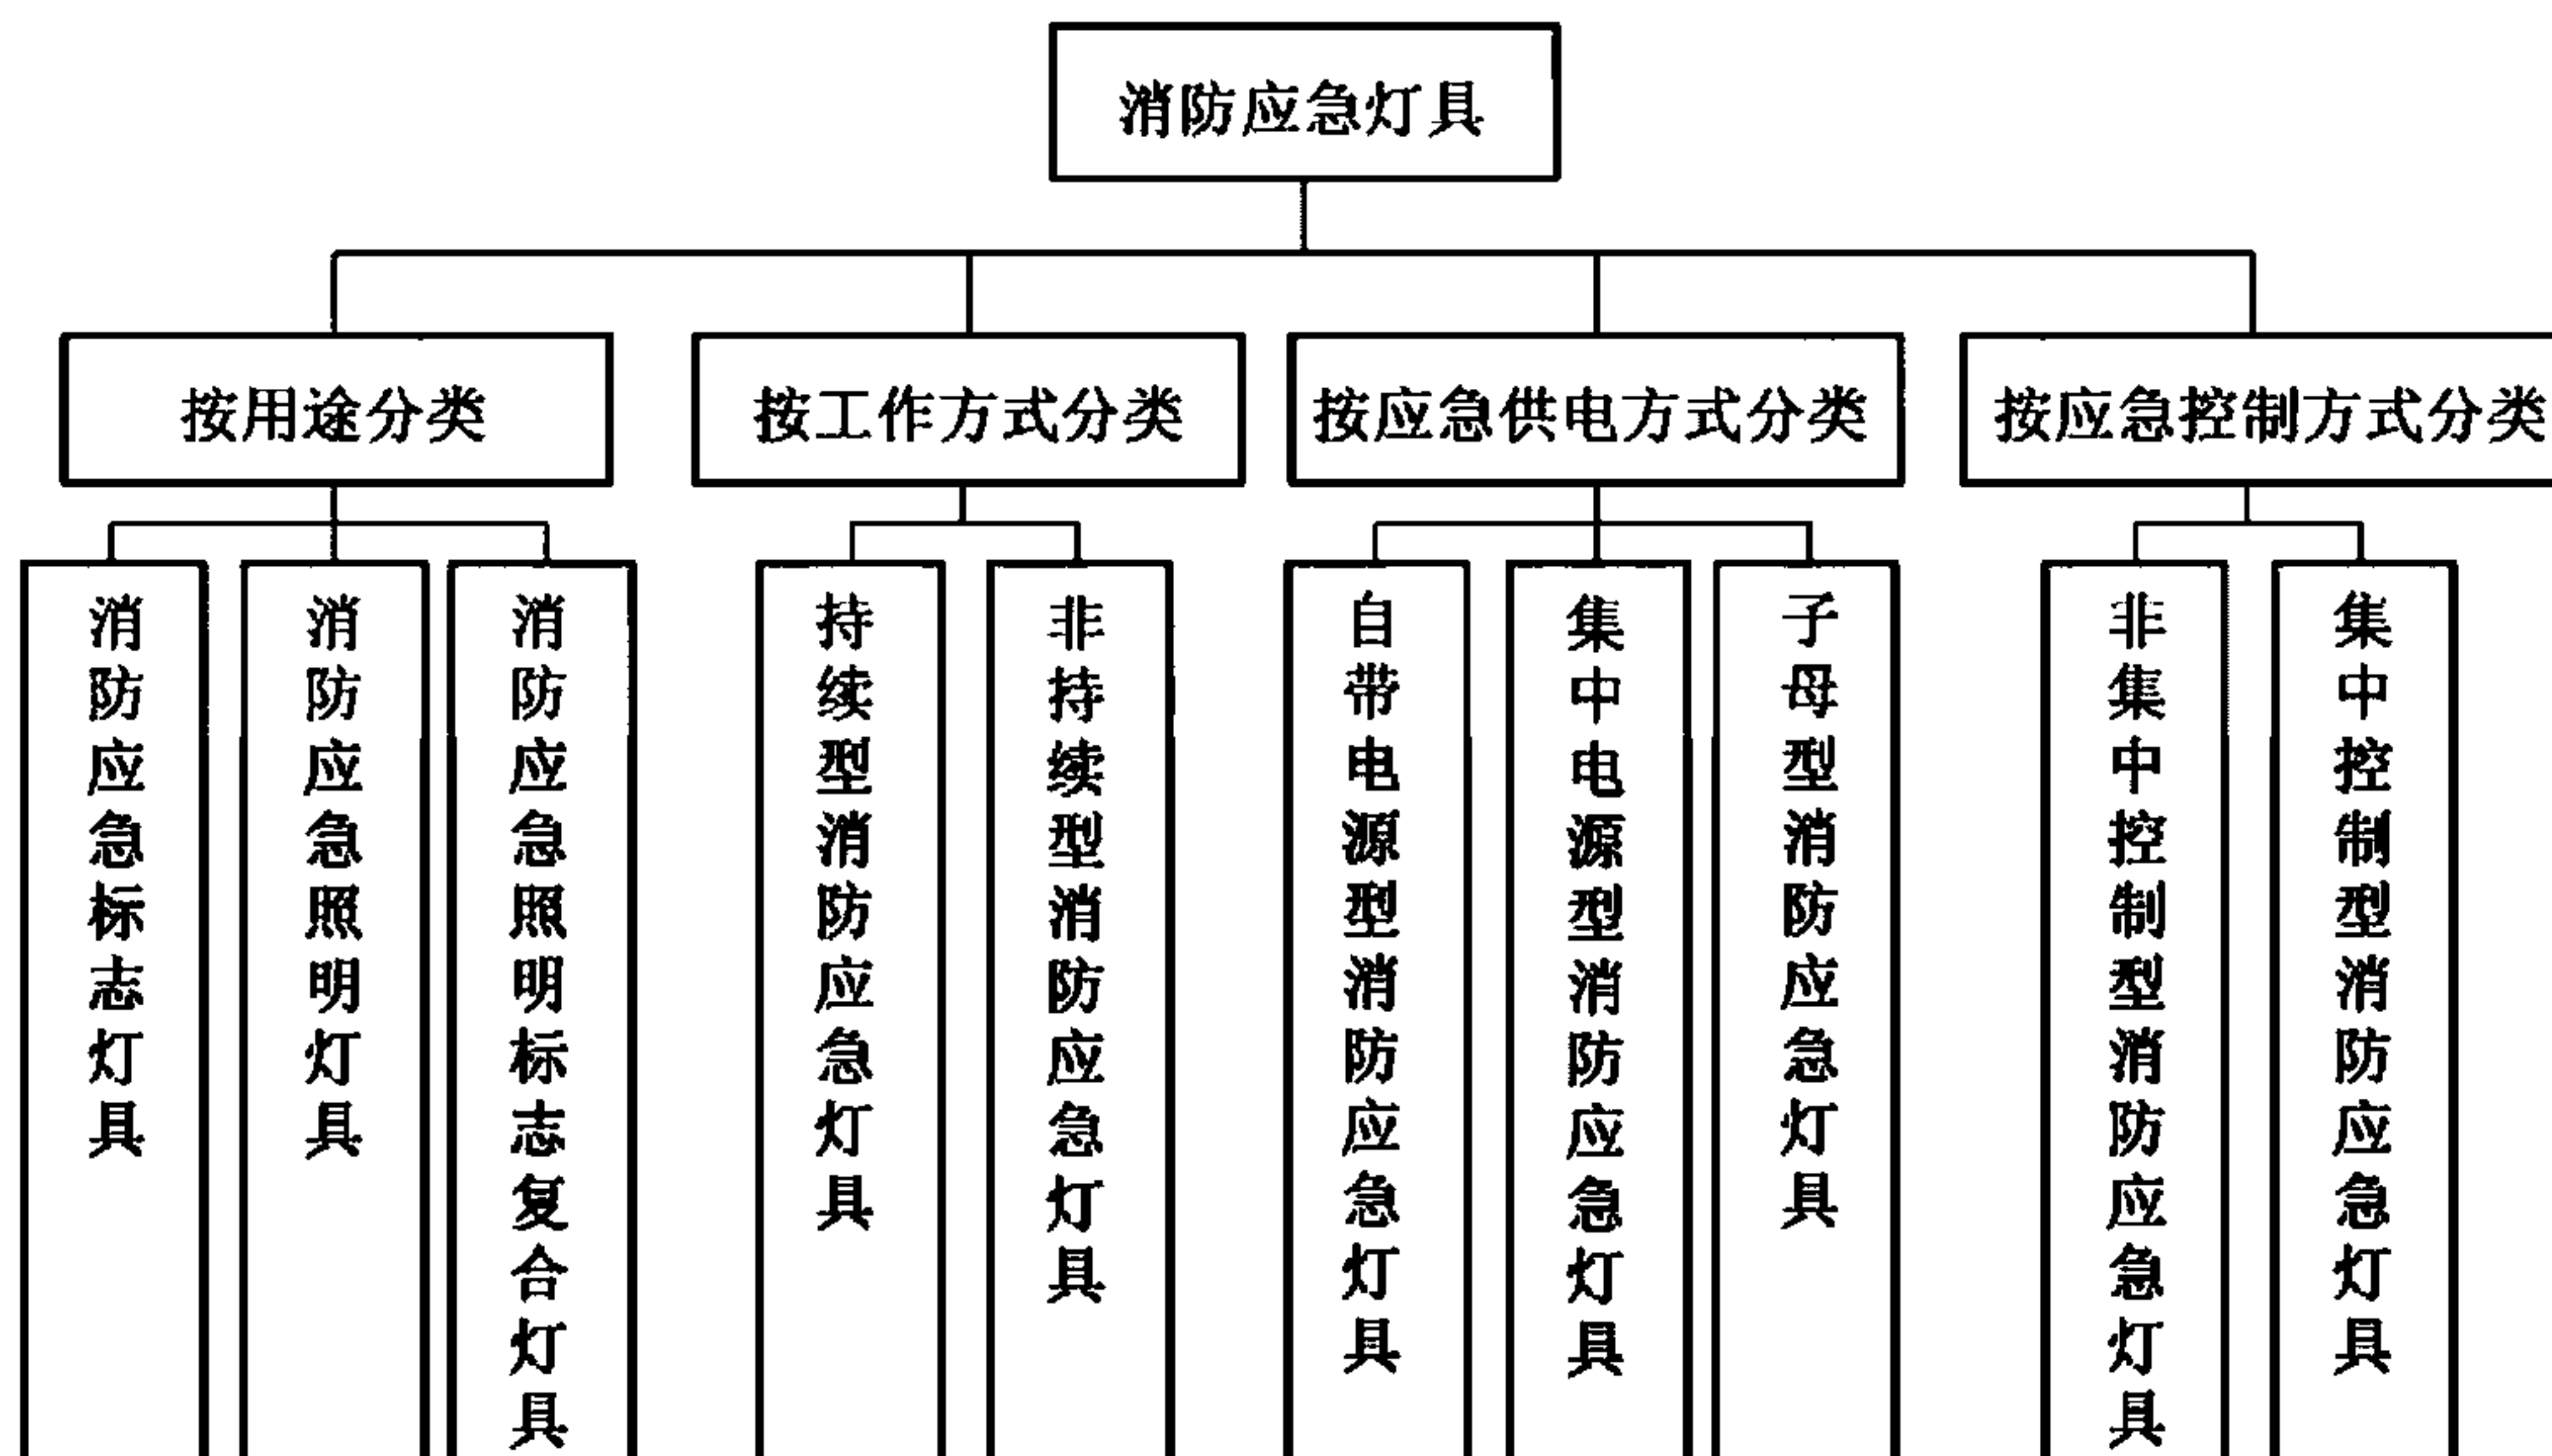 消防应急灯具
按用途分类
按工作方式分类
按应急供电方式分类
按应急控制方式分类
消防应急标志灯具
消防应急照明灯具
消防应急照明标志复合灯具
持续型消防应急灯具
非持续型消防应急灯具
自带电源型消防应急灯具
集中电源型消防应急灯具
子母型消防应急灯具
非集中控制型消防应急灯具
集中控制型消防应急灯具